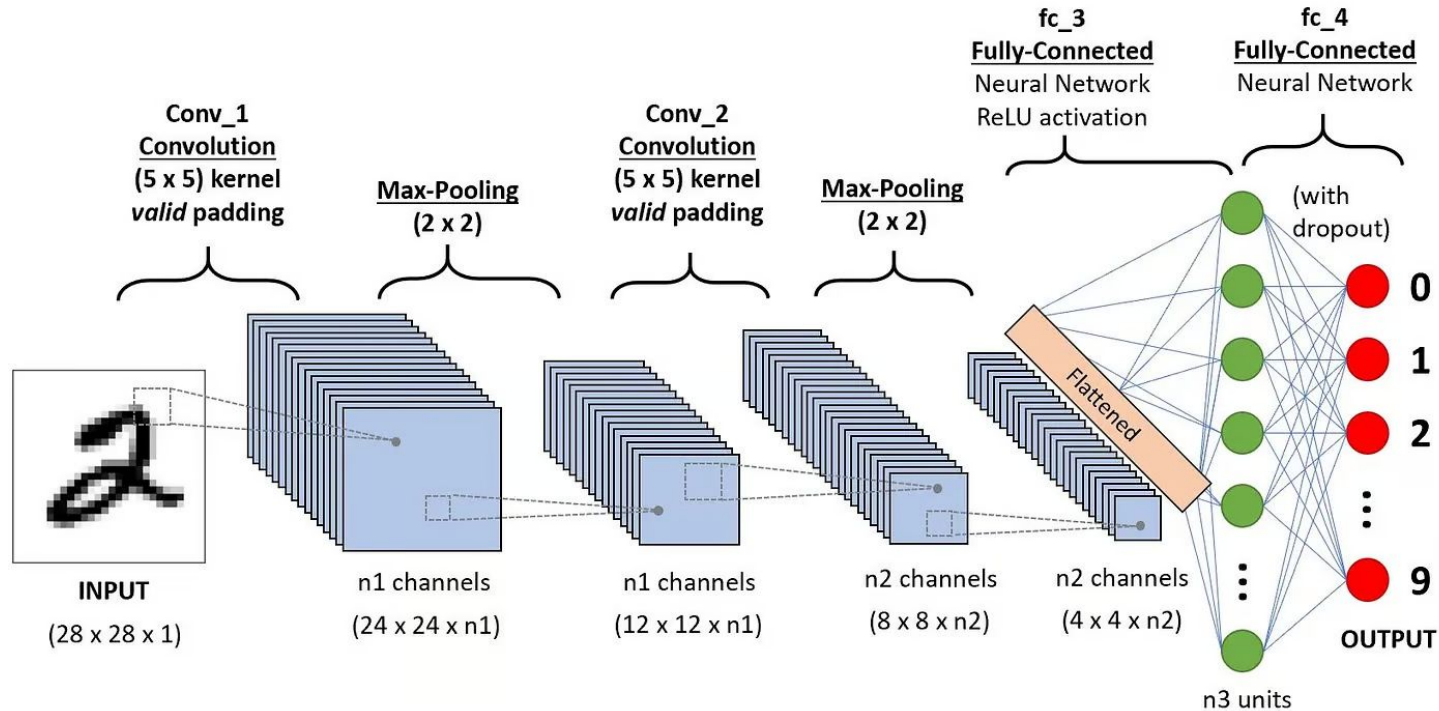 Conv_1
Convolution
(5 x 5) kernel
valid padding
Max-Pooling
(2 x 2)
Conv_2
Convolution
(5 x 5) kernel
valid padding
Max-Pooling
(2 x 2)
fc_3
Fully-Connected
Neural Network
ReLU activation
fc_4
Fully-Connected
Neural Network
(with
dropout)
INPUT
(28 x 28 x 1)
n1 channels
(24 x 24 x n1)
n1 channels
(12 x 12 x n1)
n2 channels
(8 x 8 x n2)
n2 channels
(4 x 4 x n2)
Flattened
n3 units
0
1
2
9
OUTPUT
2